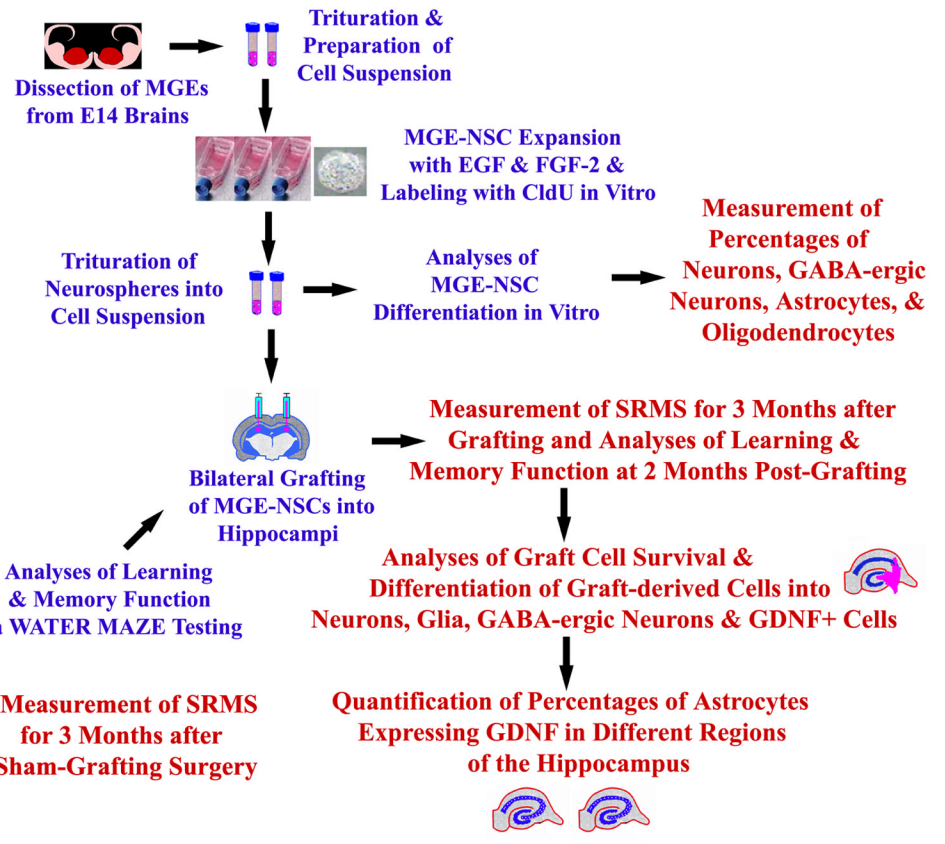 Trituration &
Preparation of
Cell Suspension
Dissection of MGEs
from E14 Brains
MGE-NSC Expansion
with EGF & FGF-2 &
Labeling with CldU in Vitro
Trituration of
Neurospheres into
Cell Suspension
Analyses of
MGE-NSC
Differentiation in Vitro
Measurement of
Percentages of
Neurons, GABA-ergic
Neurons, Astrocytes, &
Oligodendrocytes
Bilateral Grafting
of MGE-NSCs into
Hippocampi
Measurement of SRMS for 3 Months after
Grafting and Analyses of Learning &
Memory Function at 2 Months Post-Grafting
Analyses of Learning
& Memory Function
WATER MAZE Testing
Analyses of Graft Cell Survival &
Differentiation of Graft-derived Cells into
Neurons, Glia, GABA-ergic Neurons & GDNF+ Cells
Measurement of SRMS
for 3 Months after
Sham-Grafting Surgery
Quantification of Percentages of Astrocytes
Expressing GDNF in Different Regions
of the Hippocampus